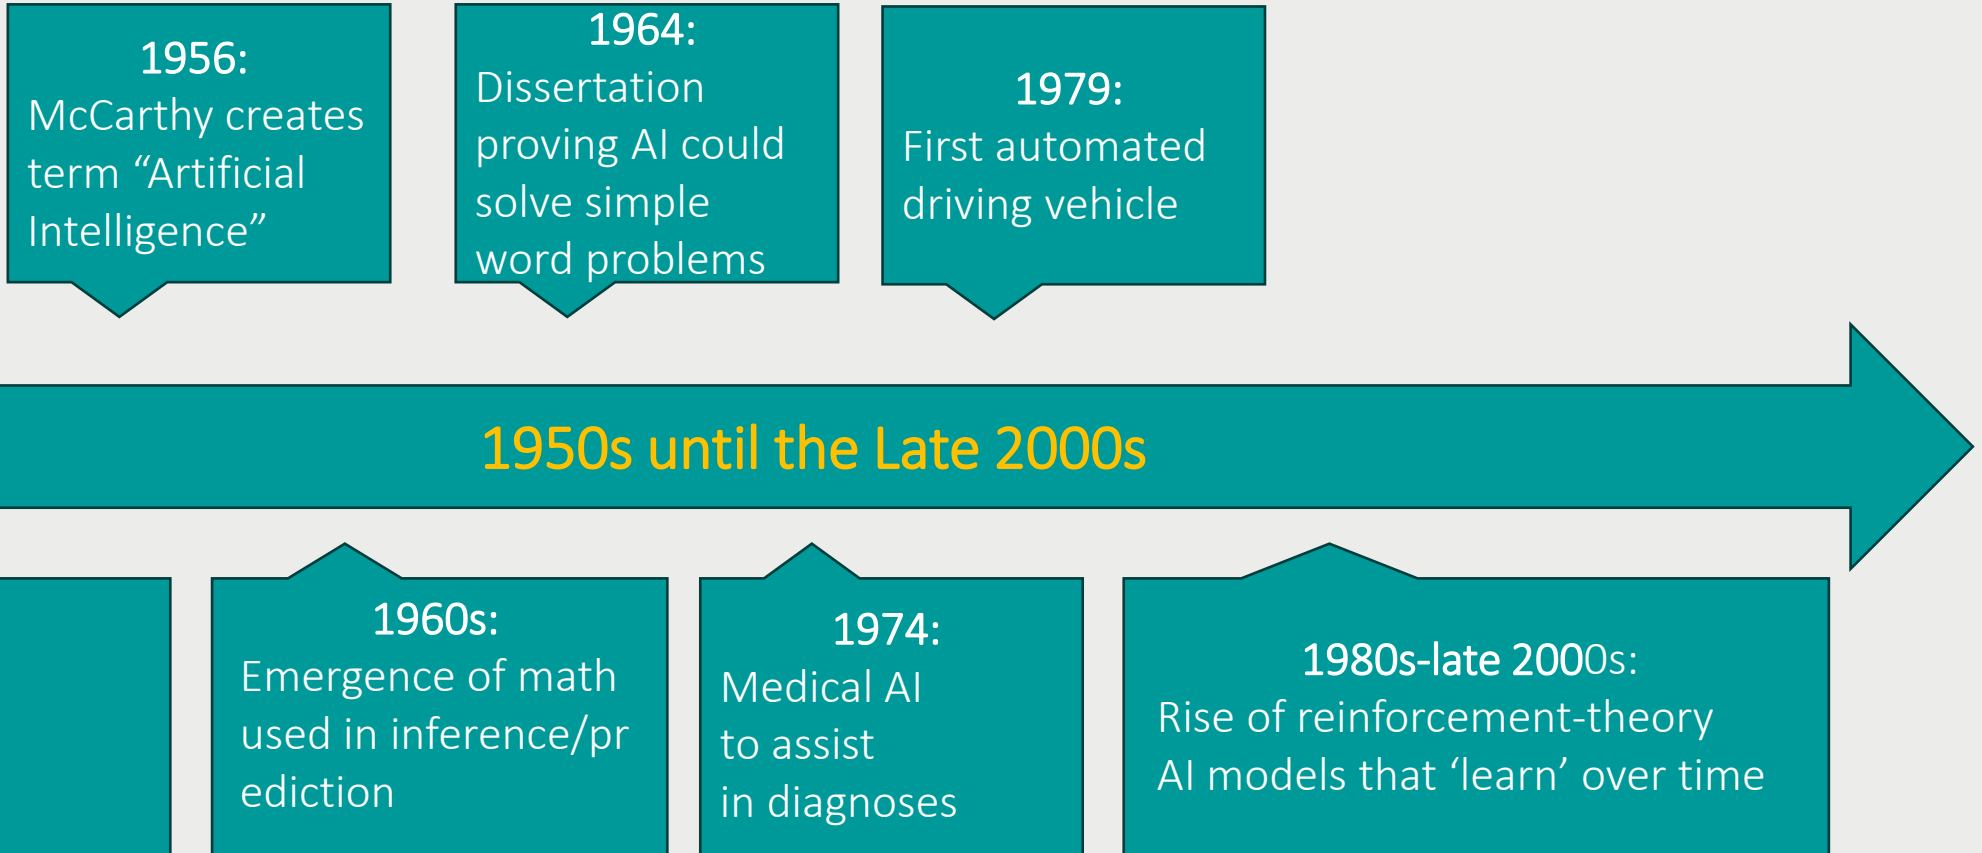 1956:
McCarthy creates
term “Artificial
Intelligence”
1964:
Dissertation
proving AI could
solve simple
word problems
1979:
First automated
driving vehicle
1950s until the Late 2000s
1960s:
Emergence of math
used in inference/pr
ediction
1974:
Medical AI
to assist
in diagnoses
1980s-late 2000s:
Rise of reinforcement-theory
AI models that ‘learn’ over time